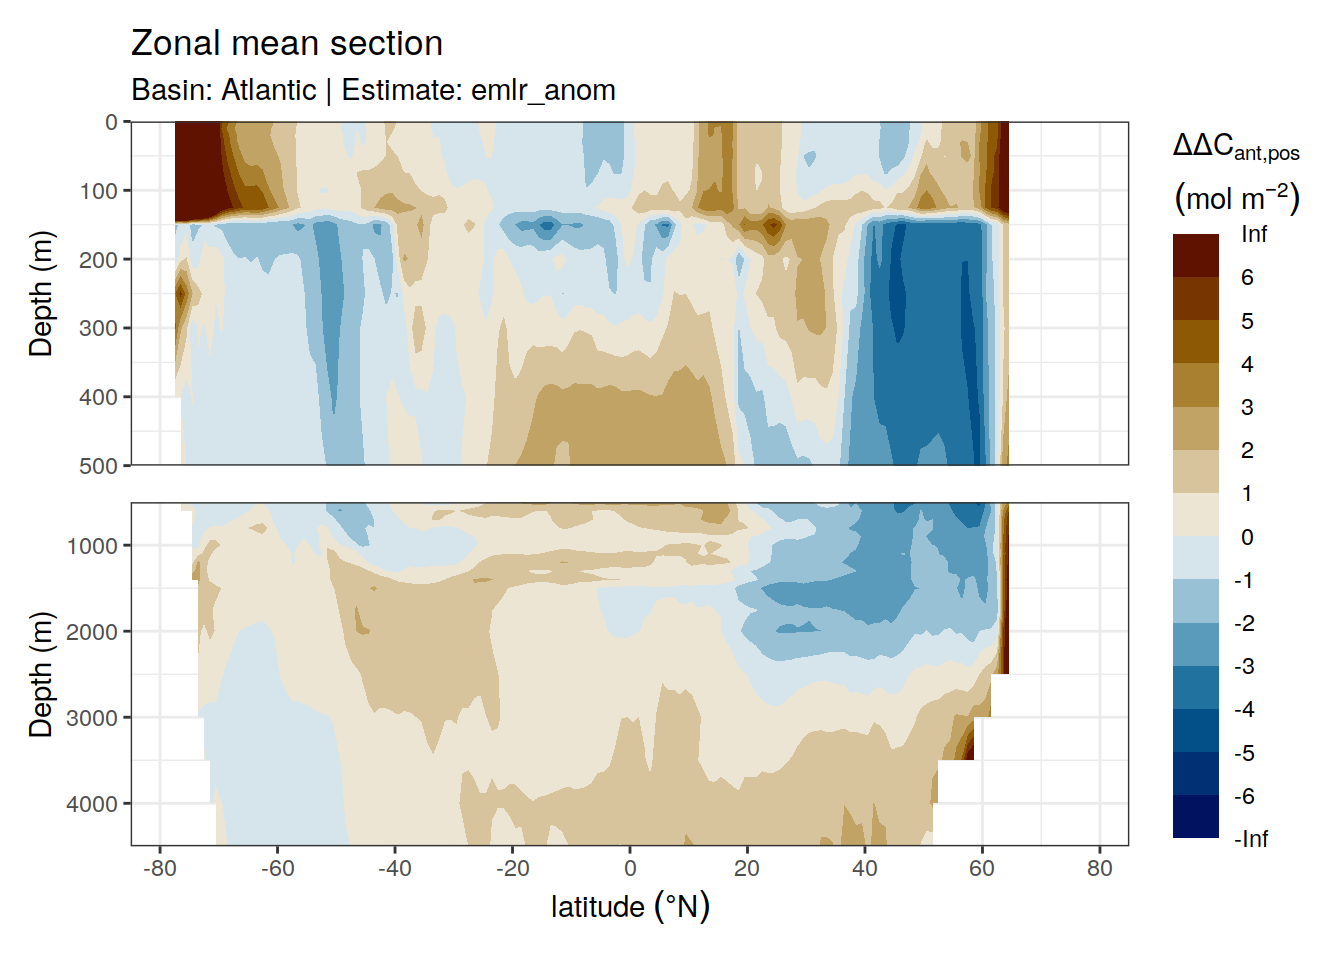 Zonal mean section
Basin: Atlantic | Estimate: emlr_anom
0
100
200
300
400
500
Depth (m)
1000
2000
3000
4000
Depth (m)
-80 -60 -40 -20 0 20 40 60 80
latitude (°N)
ΔΔCant,pos
(mol m⁻²)
Inf
6
5
4
3
2
1
0
-1
-2
-3
-4
-5
-6
-Inf